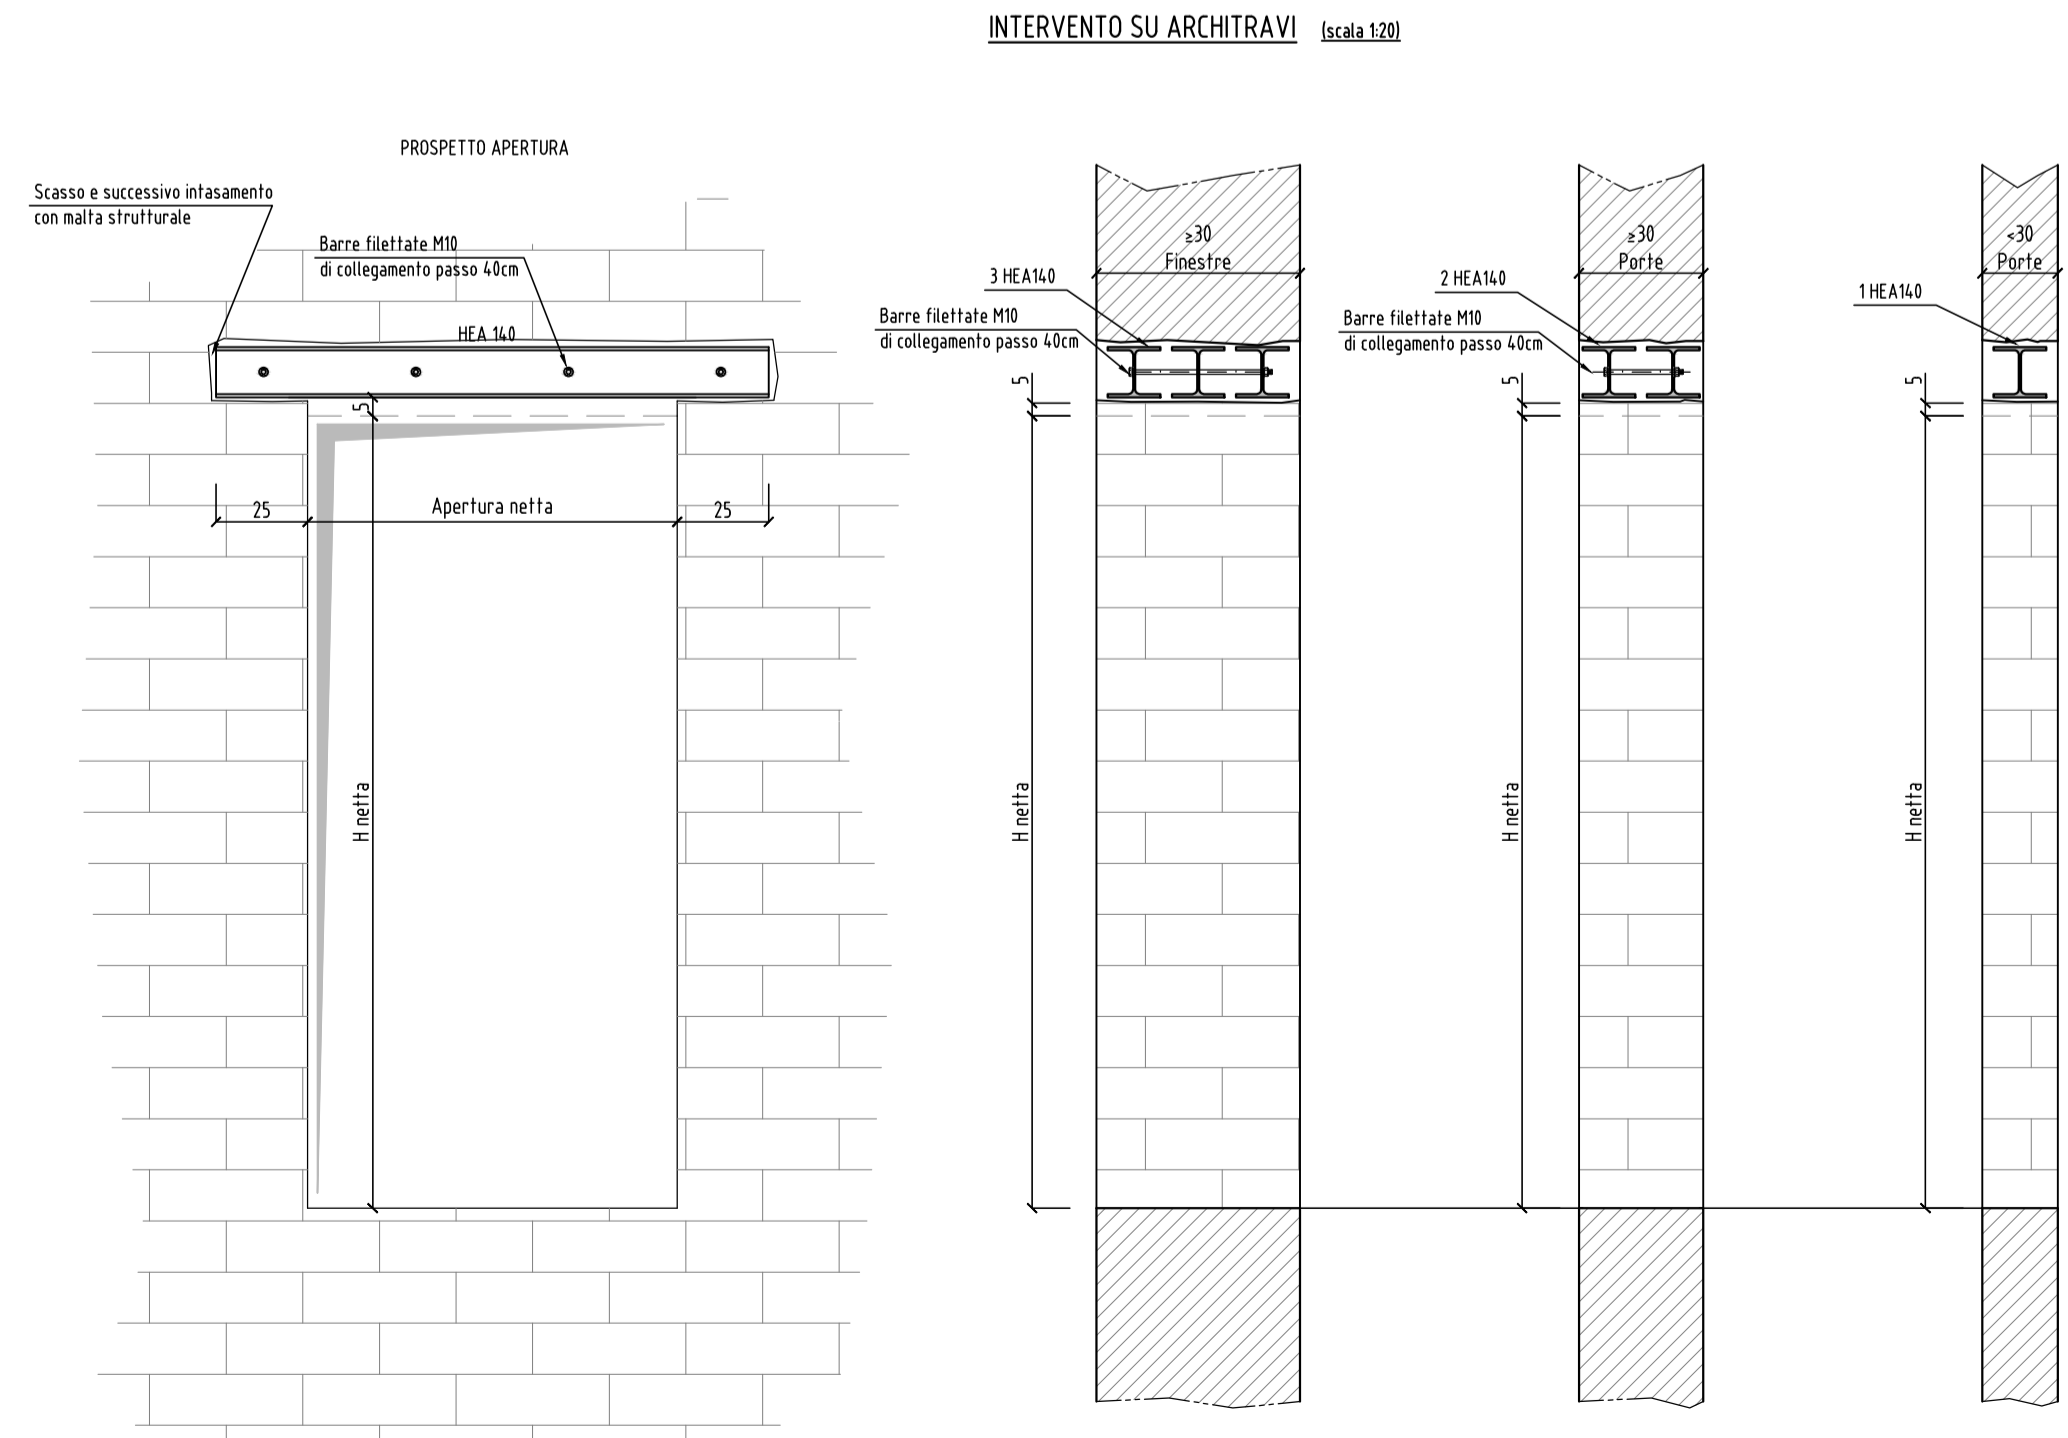 INTERVENTO SU ARCHITRAVI (scala 1:20)
PROSPETTO APERTURA
Scasso e successivo intasamento
con malta strutturale
Barre filettate M10
di collegamento passo 40cm
HEA 140
5
25
Apertura netta
25
H netta
≥30
Finestre
3 HEA140
Barre filettate M10
di collegamento passo 40cm
5
H netta
≥30
Porte
2 HEA140
Barre filettate M10
di collegamento passo 40cm
5
H netta
<30
Porte
1 HEA140
5
H netta